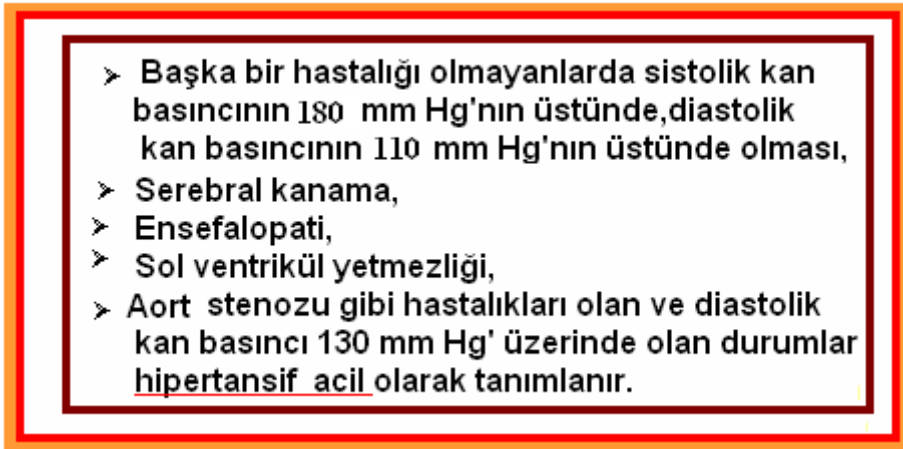 ➢ Başka bir hastalığı olmayanlarda sistolik kan
basıncının 180 mm Hg'nın üstünde,diastolik
kan basıncının 110 mm Hg'nın üstünde olması,
➢ Serebral kanama,
➢ Ensefalopati,
➢ Sol ventrikül yetmezliği,
➢ Aort stenozu gibi hastalıkları olan ve diastolik
kan basıncı 130 mm Hg' üzerinde olan durumlar
hipertansif acil olarak tanımlanır.